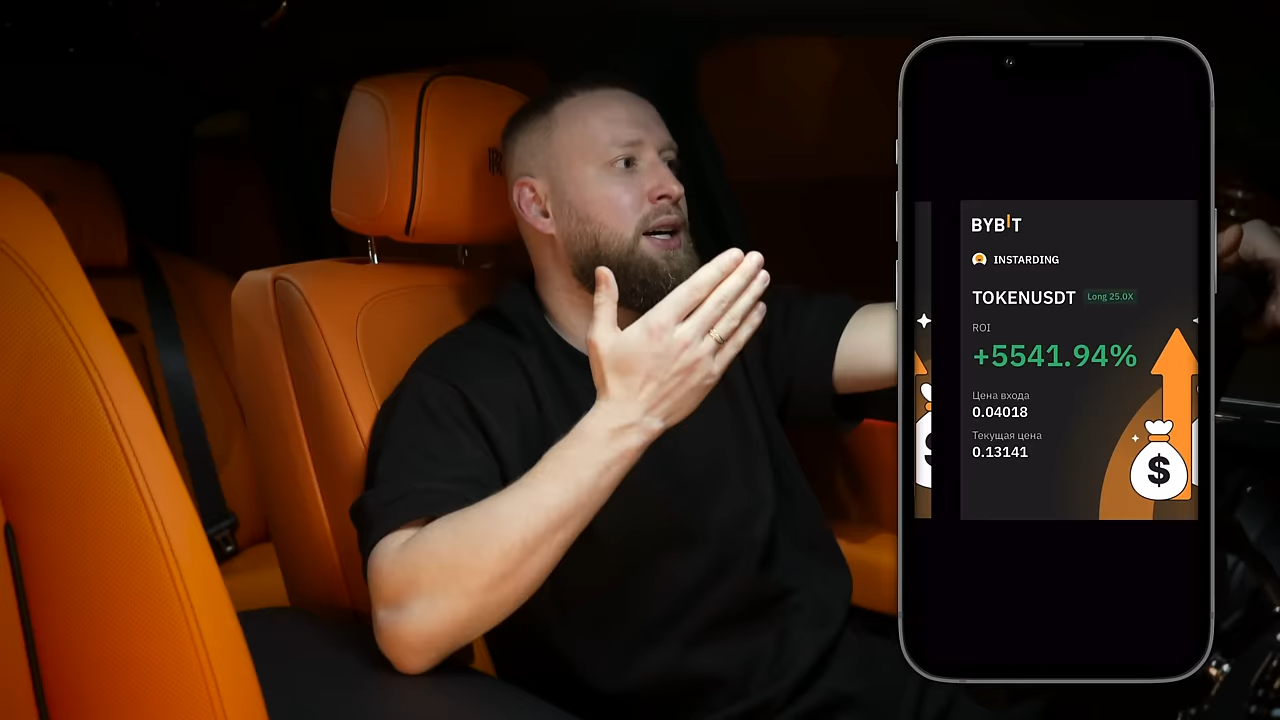 BYBIT
INSTARDING
TOKENUSDT Long 25.0X
ROI
+5541.94%
Цена входа
0.04018
Текущая цена
0.13141
$